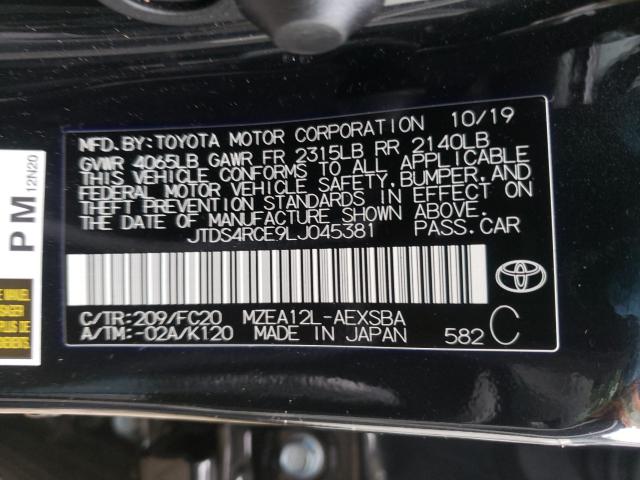 10/19
MFD.BY:TOYOTA MOTOR CORPORATION
GVWR 4065LB GAWR FR 2315LB RR 2140LB
THIS VEHICLE CONFORMS TO ALL APPLICABLE
FEDERAL MOTOR VEHICLE SAFETY,BUMPER,AND
THEFT PREVENTION STANDARDS IN EFFECT ON
THE DATE OF MANUFACTURE SHOWN ABOVE.
JTDS4RCE9LJ045381 PASS.CAR
C/TR:209/FC20 MZEA12L-AEXSBA
A/TM:-02A/K120 MADE IN JAPAN 582 C
PM
12N20